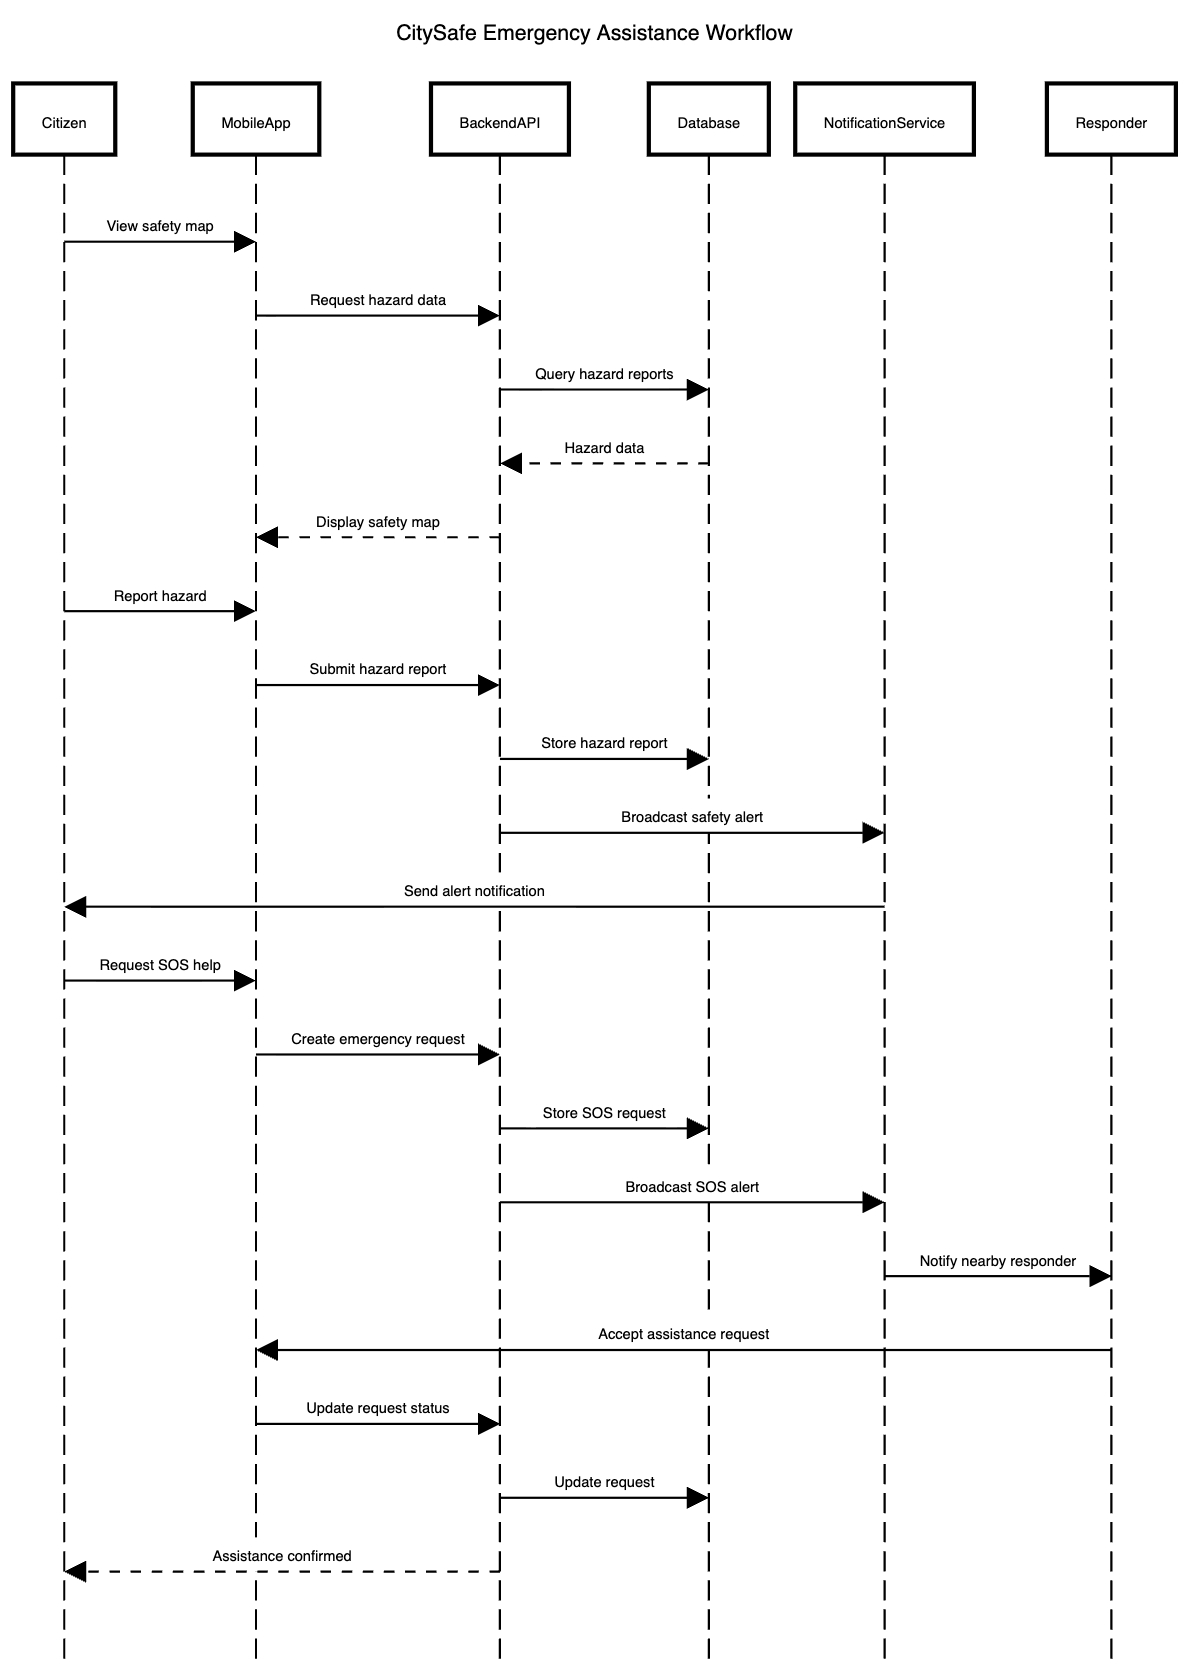 CitySafe Emergency Assistance Workflow
Citizen
MobileApp
BackendAPI
Database
NotificationService
Responder
View safety map
Request hazard data
Query hazard reports
Hazard data
Display safety map
Report hazard
Submit hazard report
Store hazard report
Broadcast safety alert
Send alert notification
Request SOS help
Create emergency request
Store SOS request
Broadcast SOS alert
Notify nearby responder
Accept assistance request
Update request status
Update request
Assistance confirmed